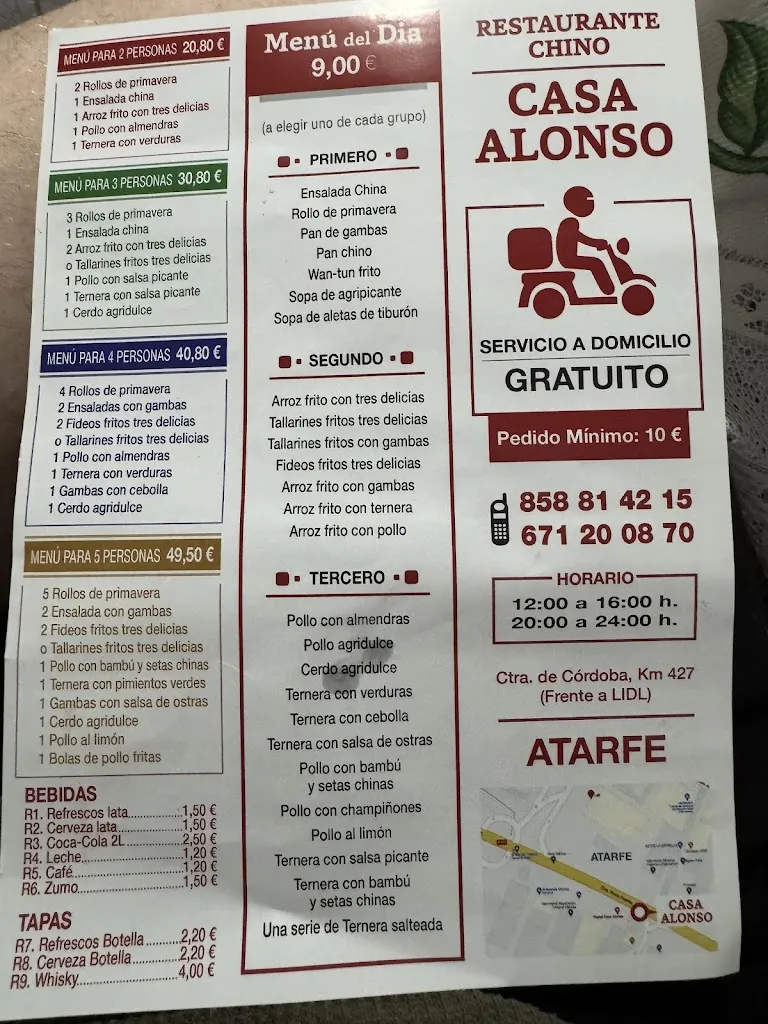 MENÚ PARA 2 PERSONAS 20,80 €
2 Rollos de primavera
1 Ensalada china
1 Arroz frito con tres delicias
1 Pollo con almendras
1 Ternera con verduras
MENÚ PARA 3 PERSONAS 30,80 €
3 Rollos de primavera
1 Ensalada china
2 Arroz frito con tres delicias
o Tallarines fritos tres delicias
1 Pollo con salsa picante
1 Ternera con salsa picante
1 Cerdo agridulce
MENÚ PARA 4 PERSONAS 40,80 €
4 Rollos de primavera
2 Ensaladas con gambas
2 Fideos fritos tres delicias
o Tallarines fritos tres delicias
1 Pollo con almendras
1 Ternera con verduras
1 Gambas con cebolla
1 Cerdo agridulce
MENÚ PARA 5 PERSONAS 49,50 €
5 Rollos de primavera
2 Ensalada con gambas
2 Fideos fritos tres delicias
o Tallarines fritos tres delicias
1 Pollo con bambú y setas chinas
1 Ternera con pimientos verdes
1 Gambas con salsa de ostras
1 Cerdo agridulce
1 Pollo al limón
1 Bolas de pollo fritas
BEBIDAS
R1. Refrescos lata..................1,50 €
R2. Cerveza lata.....................1,50 €
R3. Coca-Cola 2L..................2,50 €
R4. Leche...............................1,20 €
R5. Café.................................1,20 €
R6. Zumo...............................1,50 €
TAPAS
R7. Refrescos Botella..........2,20 €
R8. Cerveza Botella.............2,20 €
R9. Whisky...........................4,00 €
Menú del Dia
9,00 €
(a elegir uno de cada grupo)
PRIMERO
Ensalada China
Rollo de primavera
Pan de gambas
Pan chino
Wan-tun frito
Sopa de agripicante
Sopa de aletas de tiburón
SEGUNDO
Arroz frito con tres delicias
Tallarines fritos tres delicias
Tallarines fritos con gambas
Fideos fritos tres delicias
Arroz frito con gambas
Arroz frito con ternera
Arroz frito con pollo
TERCERO
Pollo con almendras
Pollo agridulce
Cerdo agridulce
Ternera con verduras
Ternera con cebolla
Ternera con salsa de ostras
Pollo con bambú
y setas chinas
Pollo con champiñones
Pollo al limón
Ternera con salsa picante
Ternera con bambú
y setas chinas
Una serie de Ternera salteada
RESTAURANTE
CHINO
CASA
ALONSO
SERVICIO A DOMICILIO
GRATUITO
Pedido Mínimo: 10 €
858 81 42 15
671 20 08 70
HORARIO
12:00 a 16:00 h.
20:00 a 24:00 h.
Ctra. de Córdoba, Km 427
(Frente a LIDL)
ATARFE
ATARFE
CASA
ALONSO